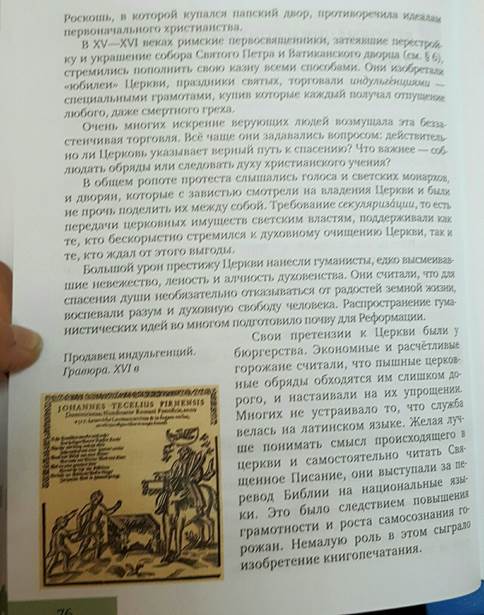 Роскошь, в которой купался папский двор, противоречила идеалам
первоначального христианства.
В XV—XVI веках римские первосвященники, затеявшие перестрой-
ку и украшение собора Святого Петра и Ватиканского дворца (см. § 6),
стремились пополнить свою казну всеми способами. Они изобретали
«юбилеи» Церкви, праздники святых, торговали индульгенциями —
специальными грамотами, купив которые каждый получал отпущение
любого, даже смертного греха.
Очень многих искренне верующих людей возмущала эта безза-
стенчивая торговля. Всё чаще они задавались вопросом: действитель-
но ли Церковь указывает верный путь к спасению? Что важнее — соб-
людать обряды или следовать духу христианского учения?
В общем ропоте протеста слышались голоса и светских монархов,
и дворян, которые с завистью смотрели на владения Церкви и были
не прочь поделить их между собой. Требование секуляризáции, то есть
передачи церковных имуществ светским властям, поддерживали как
те, кто бескорыстно стремился к духовному очищению Церкви, так и
те, кто ждал от этого выгоды.
Большой урон престижу Церкви нанесли гуманисты, едко высмеивав-
шие невежество, леность и алчность духовенства. Они считали, что для
спасения души необязательно отказываться от радостей земной жизни,
воспевали разум и духовную свободу человека. Распространение гума-
нистических идей во многом подготовило почву для Реформации.
Свои претензии к Церкви были у
бюргерства. Экономные и расчётливые
горожане считали, что пышные церков-
ные обряды обходятся им слишком до-
рого, и настаивали на их упрощении.
Многих не устраивало то, что служба
велась на латинском языке. Желая луч-
ше понимать смысл происходящего в
церкви и самостоятельно читать Свя-
щенное Писание, они выступали за пе-
ревод Библии на национальные язы-
ки. Это было следствием повышения
грамотности и роста самосознания го-
рожан. Немалую роль в этом сыграло
изобретение книгопечатания.
Продавец индульгенций.
Гравюра. XVI в
IOHANNES TECELIUS PIRNENSIS
76